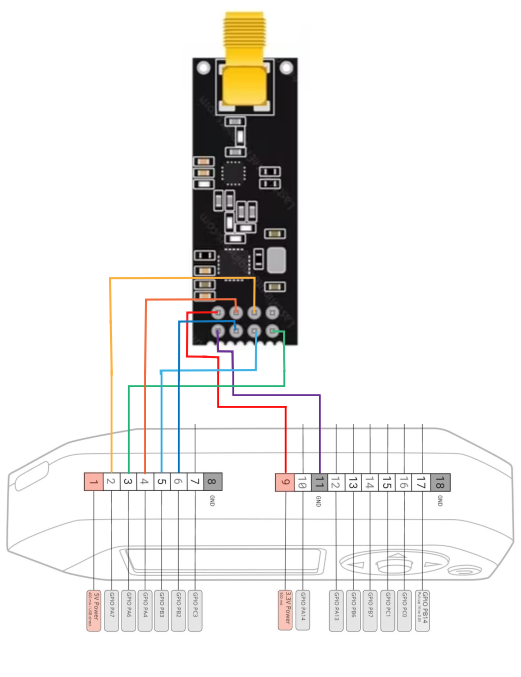 1
2
3
4
5
6
7
8
GND
9
10
11
GND
12
13
14
15
16
17
18
GND
5V Power
GPIO PA7
GPIO PA6
GPIO PA4
GPIO PB3
GPIO PB2
GPIO PC3
3.3V Power
GPIO PA14
GPIO PA13
GPIO PB6
GPIO PB7
GPIO PC1
GPIO PC0
GPIO PB14